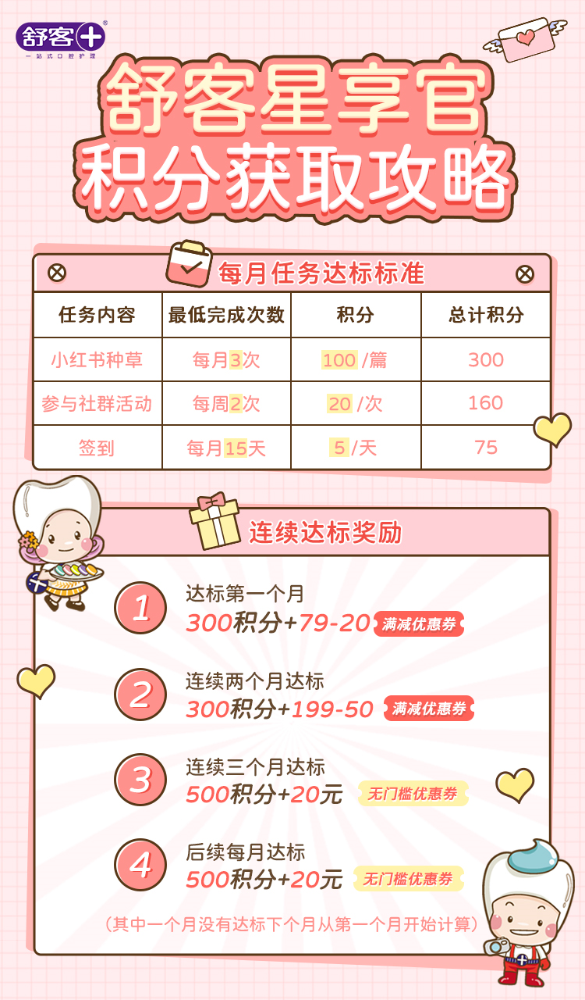 舒客+®
一站式口腔护理
舒客星享官
积分获取攻略
每月任务达标标准
任务内容 最低完成次数 积分 总计积分
小红书种草 每月3次 100 /篇 300
参与社群活动 每周2次 20 /次 160
签到 每月15天 5 /天 75
连续达标奖励
1 达标第一个月
300积分+79-20 满减优惠券
2 连续两个月达标
300积分+199-50 满减优惠券
3 连续三个月达标
500积分+20元 无门槛优惠券
4 后续每月达标
500积分+20元 无门槛优惠券
（其中一个月没有达标下个月从第一个月开始计算）